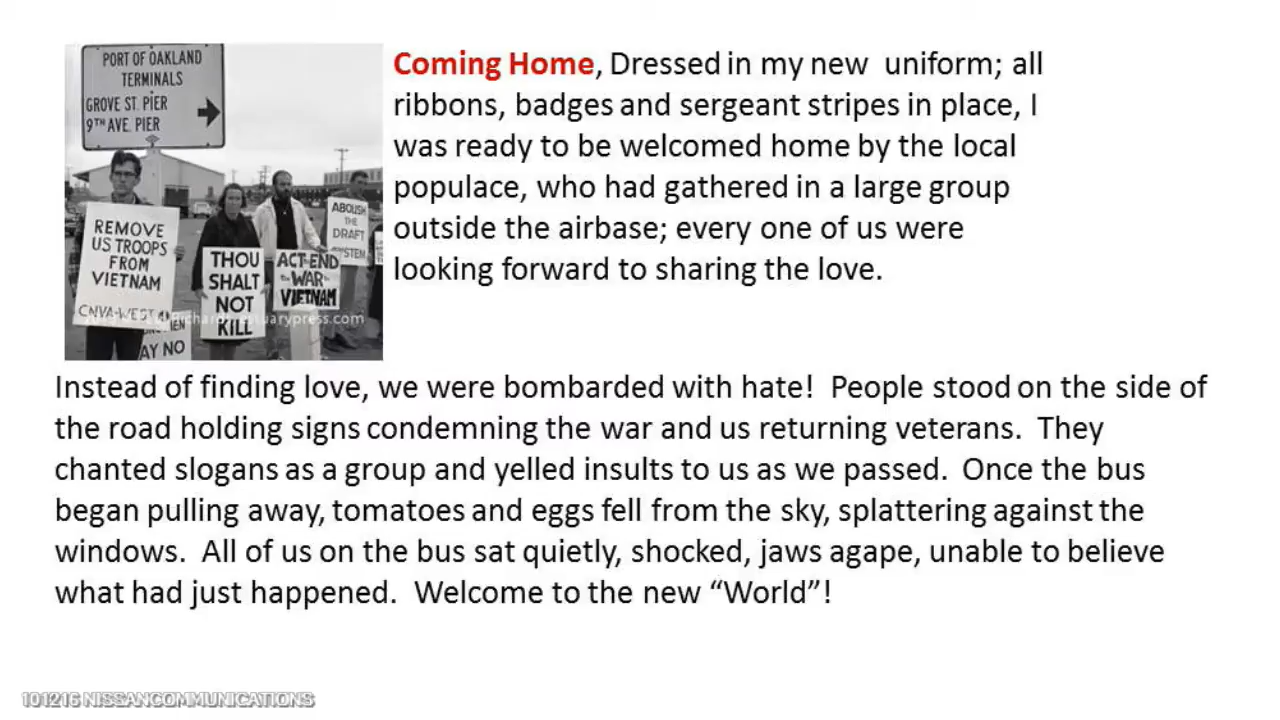 PORT OF OAKLAND
TERMINALS
GROVE ST. PIER
9TH AVE. PIER
REMOVE
US TROOPS
FROM
VIETNAM
CNVA-WEST
THOU
SHALT
NOT
KILL
ACT-END
THE WAR IN
VIETNAM
ABOLISH
THE
DRAFT
SYSTEM
AY NO
Coming Home, Dressed in my new  uniform; all
ribbons, badges and sergeant stripes in place, I
was ready to be welcomed home by the local
populace, who had gathered in a large group
outside the airbase; every one of us were
looking forward to sharing the love.
Instead of finding love, we were bombarded with hate!  People stood on the side of
the road holding signs condemning the war and us returning veterans.  They
chanted slogans as a group and yelled insults to us as we passed.  Once the bus
began pulling away, tomatoes and eggs fell from the sky, splattering against the
windows.  All of us on the bus sat quietly, shocked, jaws agape, unable to believe
what had just happened.  Welcome to the new “World”!
101216 NISSANCOMMUNICATIONS